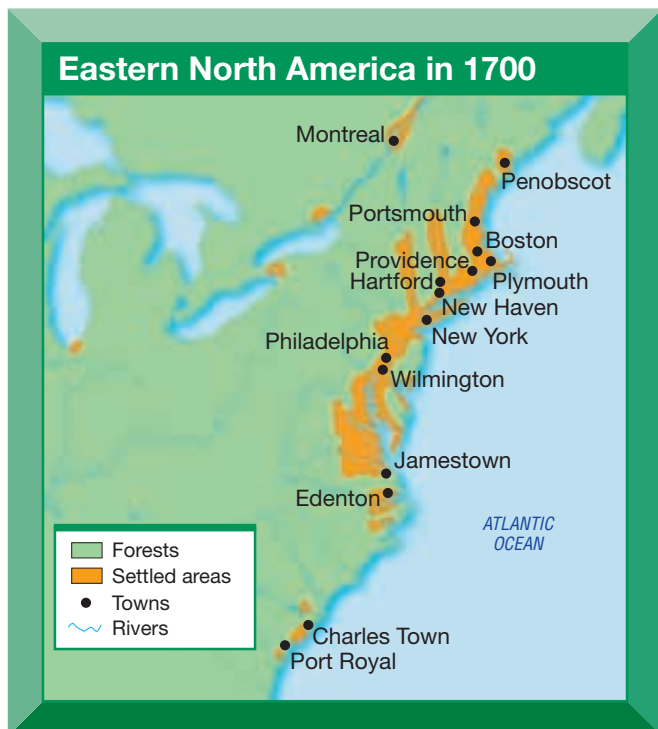 Eastern North America in 1700
Montreal
Penobscot
Portsmouth
Boston
Providence
Plymouth
Hartford
New Haven
New York
Philadelphia
Wilmington
Jamestown
Edenton
ATLANTIC
OCEAN
Forests
Settled areas
Towns
Rivers
Charles Town
Port Royal